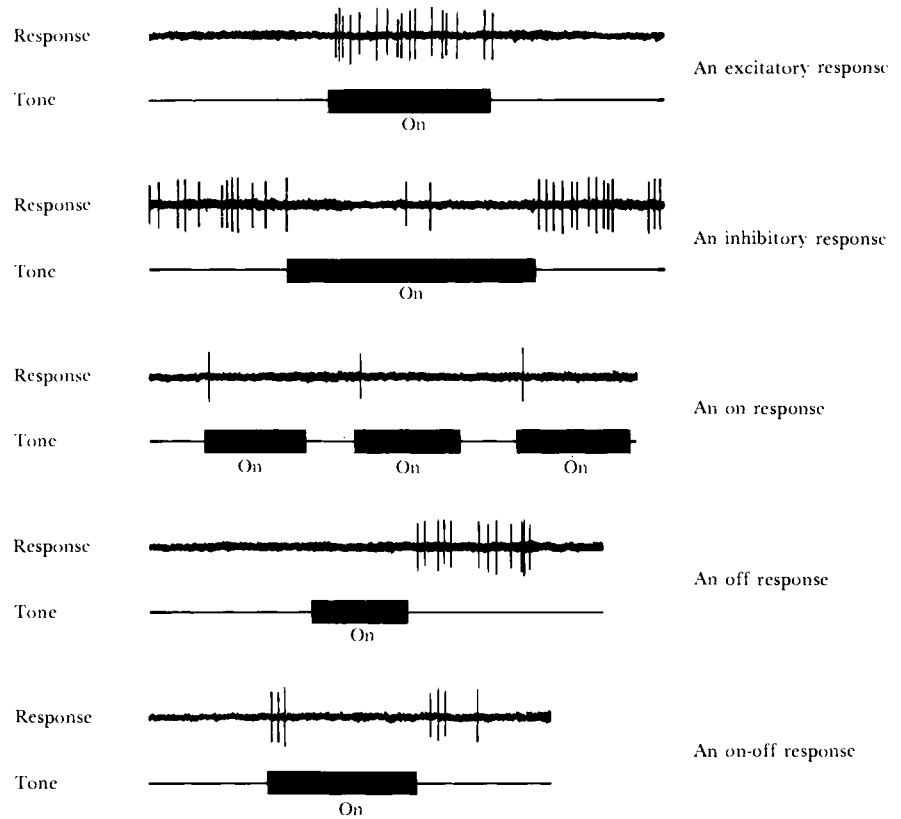 Response
An excitatory response
Tone
On
Response
An inhibitory response
Tone
On
Response
An on response
Tone
On On On
Response
An off response
Tone
On
Response
An on-off response
Tone
On